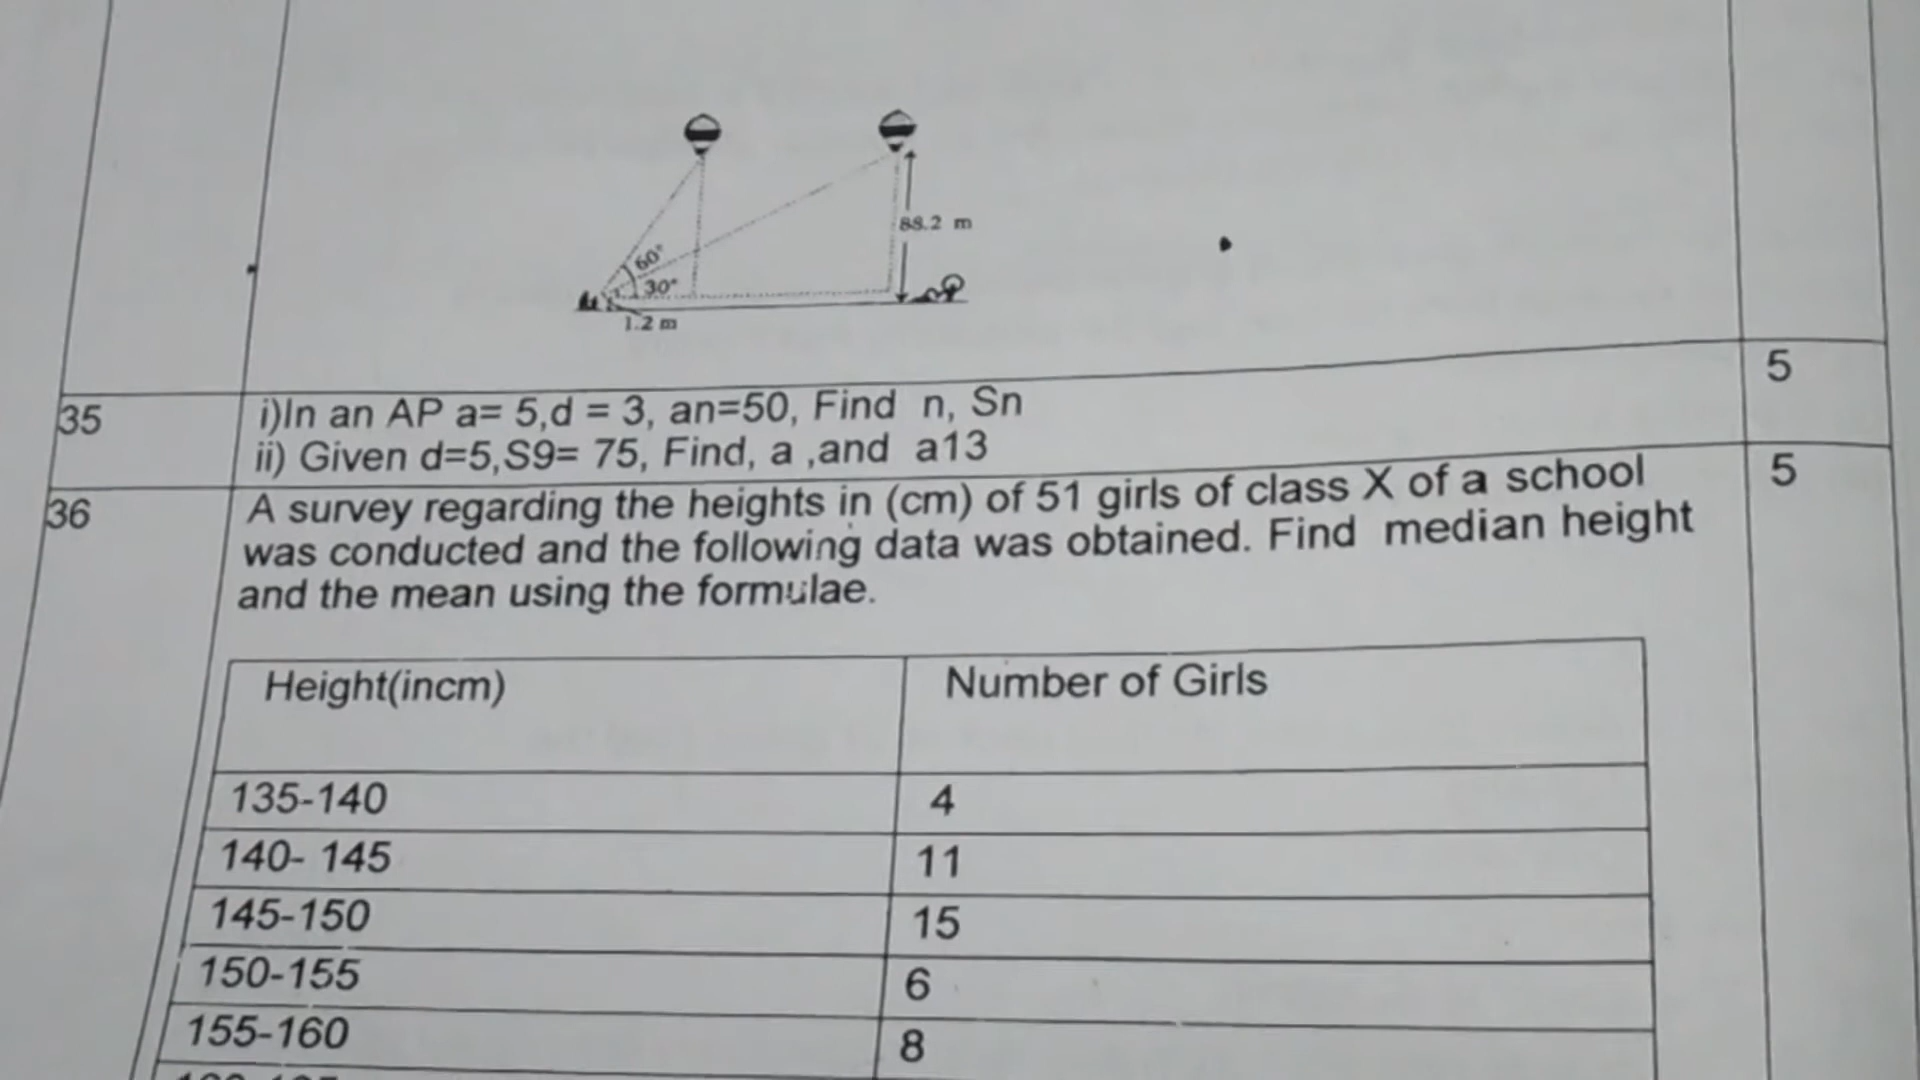 60°
30°
88.2 m
1.2 m
35
i)In an AP a= 5,d = 3, an=50, Find n, Sn
5
ii) Given d=5,S9= 75, Find, a ,and a13
36
A survey regarding the heights in (cm) of 51 girls of class X of a school
5
was conducted and the following data was obtained. Find median height
and the mean using the formulae.
Height(incm) Number of Girls
135-140 4
140- 145 11
145-150 15
150-155 6
155-160 8